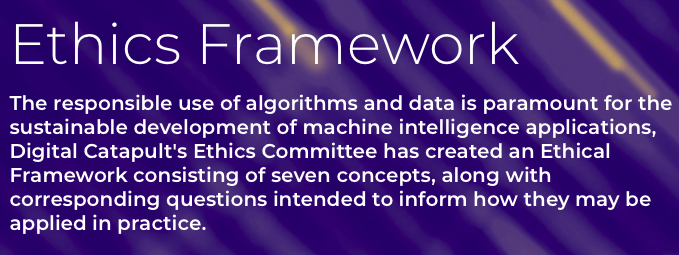 Ethics Framework
The responsible use of algorithms and data is paramount for the
sustainable development of machine intelligence applications,
Digital Catapult's Ethics Committee has created an Ethical
Framework consisting of seven concepts, along with
corresponding questions intended to inform how they may be
applied in practice.